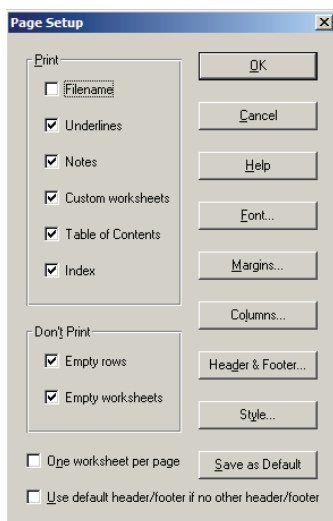 Page Setup
Print
Filename
Underlines
Notes
Custom worksheets
Table of Contents
Index
Don't Print
Empty rows
Empty worksheets
One worksheet per page
Use default header/footer if no other header/footer
OK
Cancel
Help
Font...
Margins...
Columns...
Header & Footer...
Style...
Save as Default